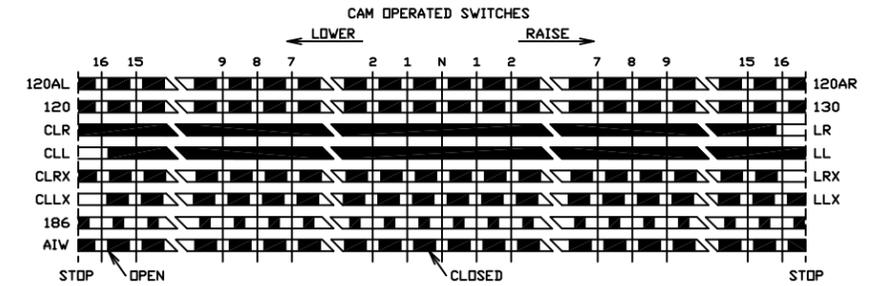 CAM OPERATED SWITCHES
LOWER RAISE
16 15 9 8 7 2 1 N 1 2 7 8 9 15 16
120AL 120AR
120 130
CLR LR
CLL LL
CLRX LRX
CLLX LLX
186
AIW
STOP OPEN CLOSED STOP